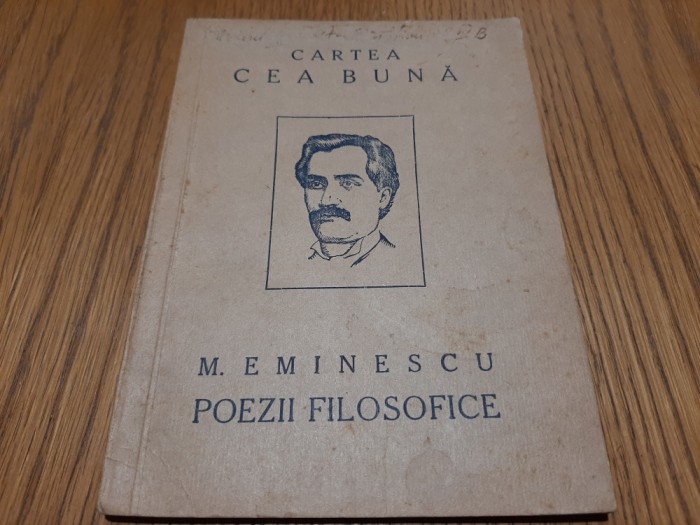 B
CARTEA
CEA BUNĂ
M. EMINESCU
POEZII FILOSOFICE